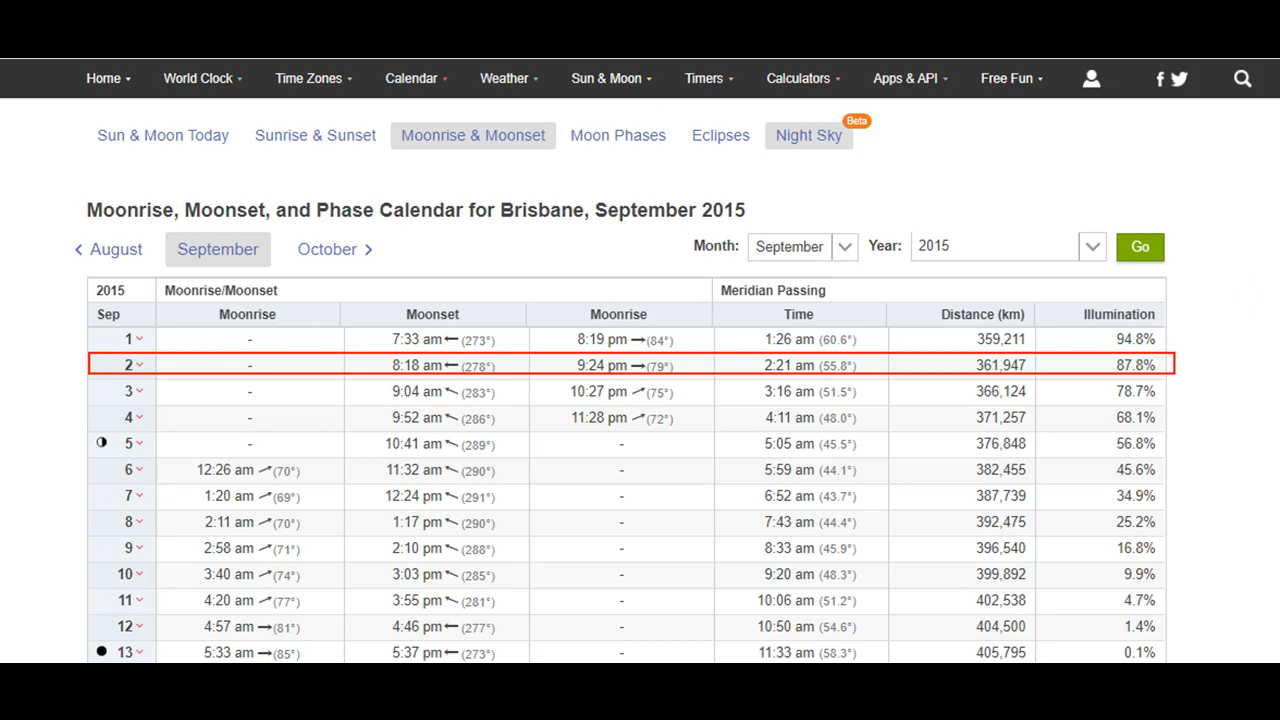 Home World Clock Time Zones Calendar Weather Sun & Moon Timers Calculators Apps & API Free Fun
Beta
Sun & Moon Today Sunrise & Sunset Moonrise & Moonset Moon Phases Eclipses Night Sky
Moonrise, Moonset, and Phase Calendar for Brisbane, September 2015
< August September October > Month: September Year: 2015 Go
2015 Moonrise/Moonset Meridian Passing
Sep Moonrise Moonset Moonrise Time Distance (km) Illumination
1 - 7:33 am ← (273°) 8:19 pm → (84°) 1:26 am (60.6°) 359,211 94.8%
2 - 8:18 am ← (278°) 9:24 pm → (79°) 2:21 am (55.8°) 361,947 87.8%
3 - 9:04 am ↖ (283°) 10:27 pm ↗ (75°) 3:16 am (51.5°) 366,124 78.7%
4 - 9:52 am ↖ (286°) 11:28 pm ↗ (72°) 4:11 am (48.0°) 371,257 68.1%
5 - 10:41 am ↖ (289°) - 5:05 am (45.5°) 376,848 56.8%
6 12:26 am ↗ (70°) 11:32 am ↖ (290°) - 5:59 am (44.1°) 382,455 45.6%
7 1:20 am ↗ (69°) 12:24 pm ↖ (291°) - 6:52 am (43.7°) 387,739 34.9%
8 2:11 am ↗ (70°) 1:17 pm ↖ (290°) - 7:43 am (44.4°) 392,475 25.2%
9 2:58 am ↗ (71°) 2:10 pm ↖ (288°) - 8:33 am (45.9°) 396,540 16.8%
10 3:40 am ↗ (74°) 3:03 pm ↖ (285°) - 9:20 am (48.3°) 399,892 9.9%
11 4:20 am ↗ (77°) 3:55 pm ↖ (281°) - 10:06 am (51.2°) 402,538 4.7%
12 4:57 am → (81°) 4:46 pm ← (277°) - 10:50 am (54.6°) 404,500 1.4%
13 5:33 am → (85°) 5:37 pm ← (273°) - 11:33 am (58.3°) 405,795 0.1%